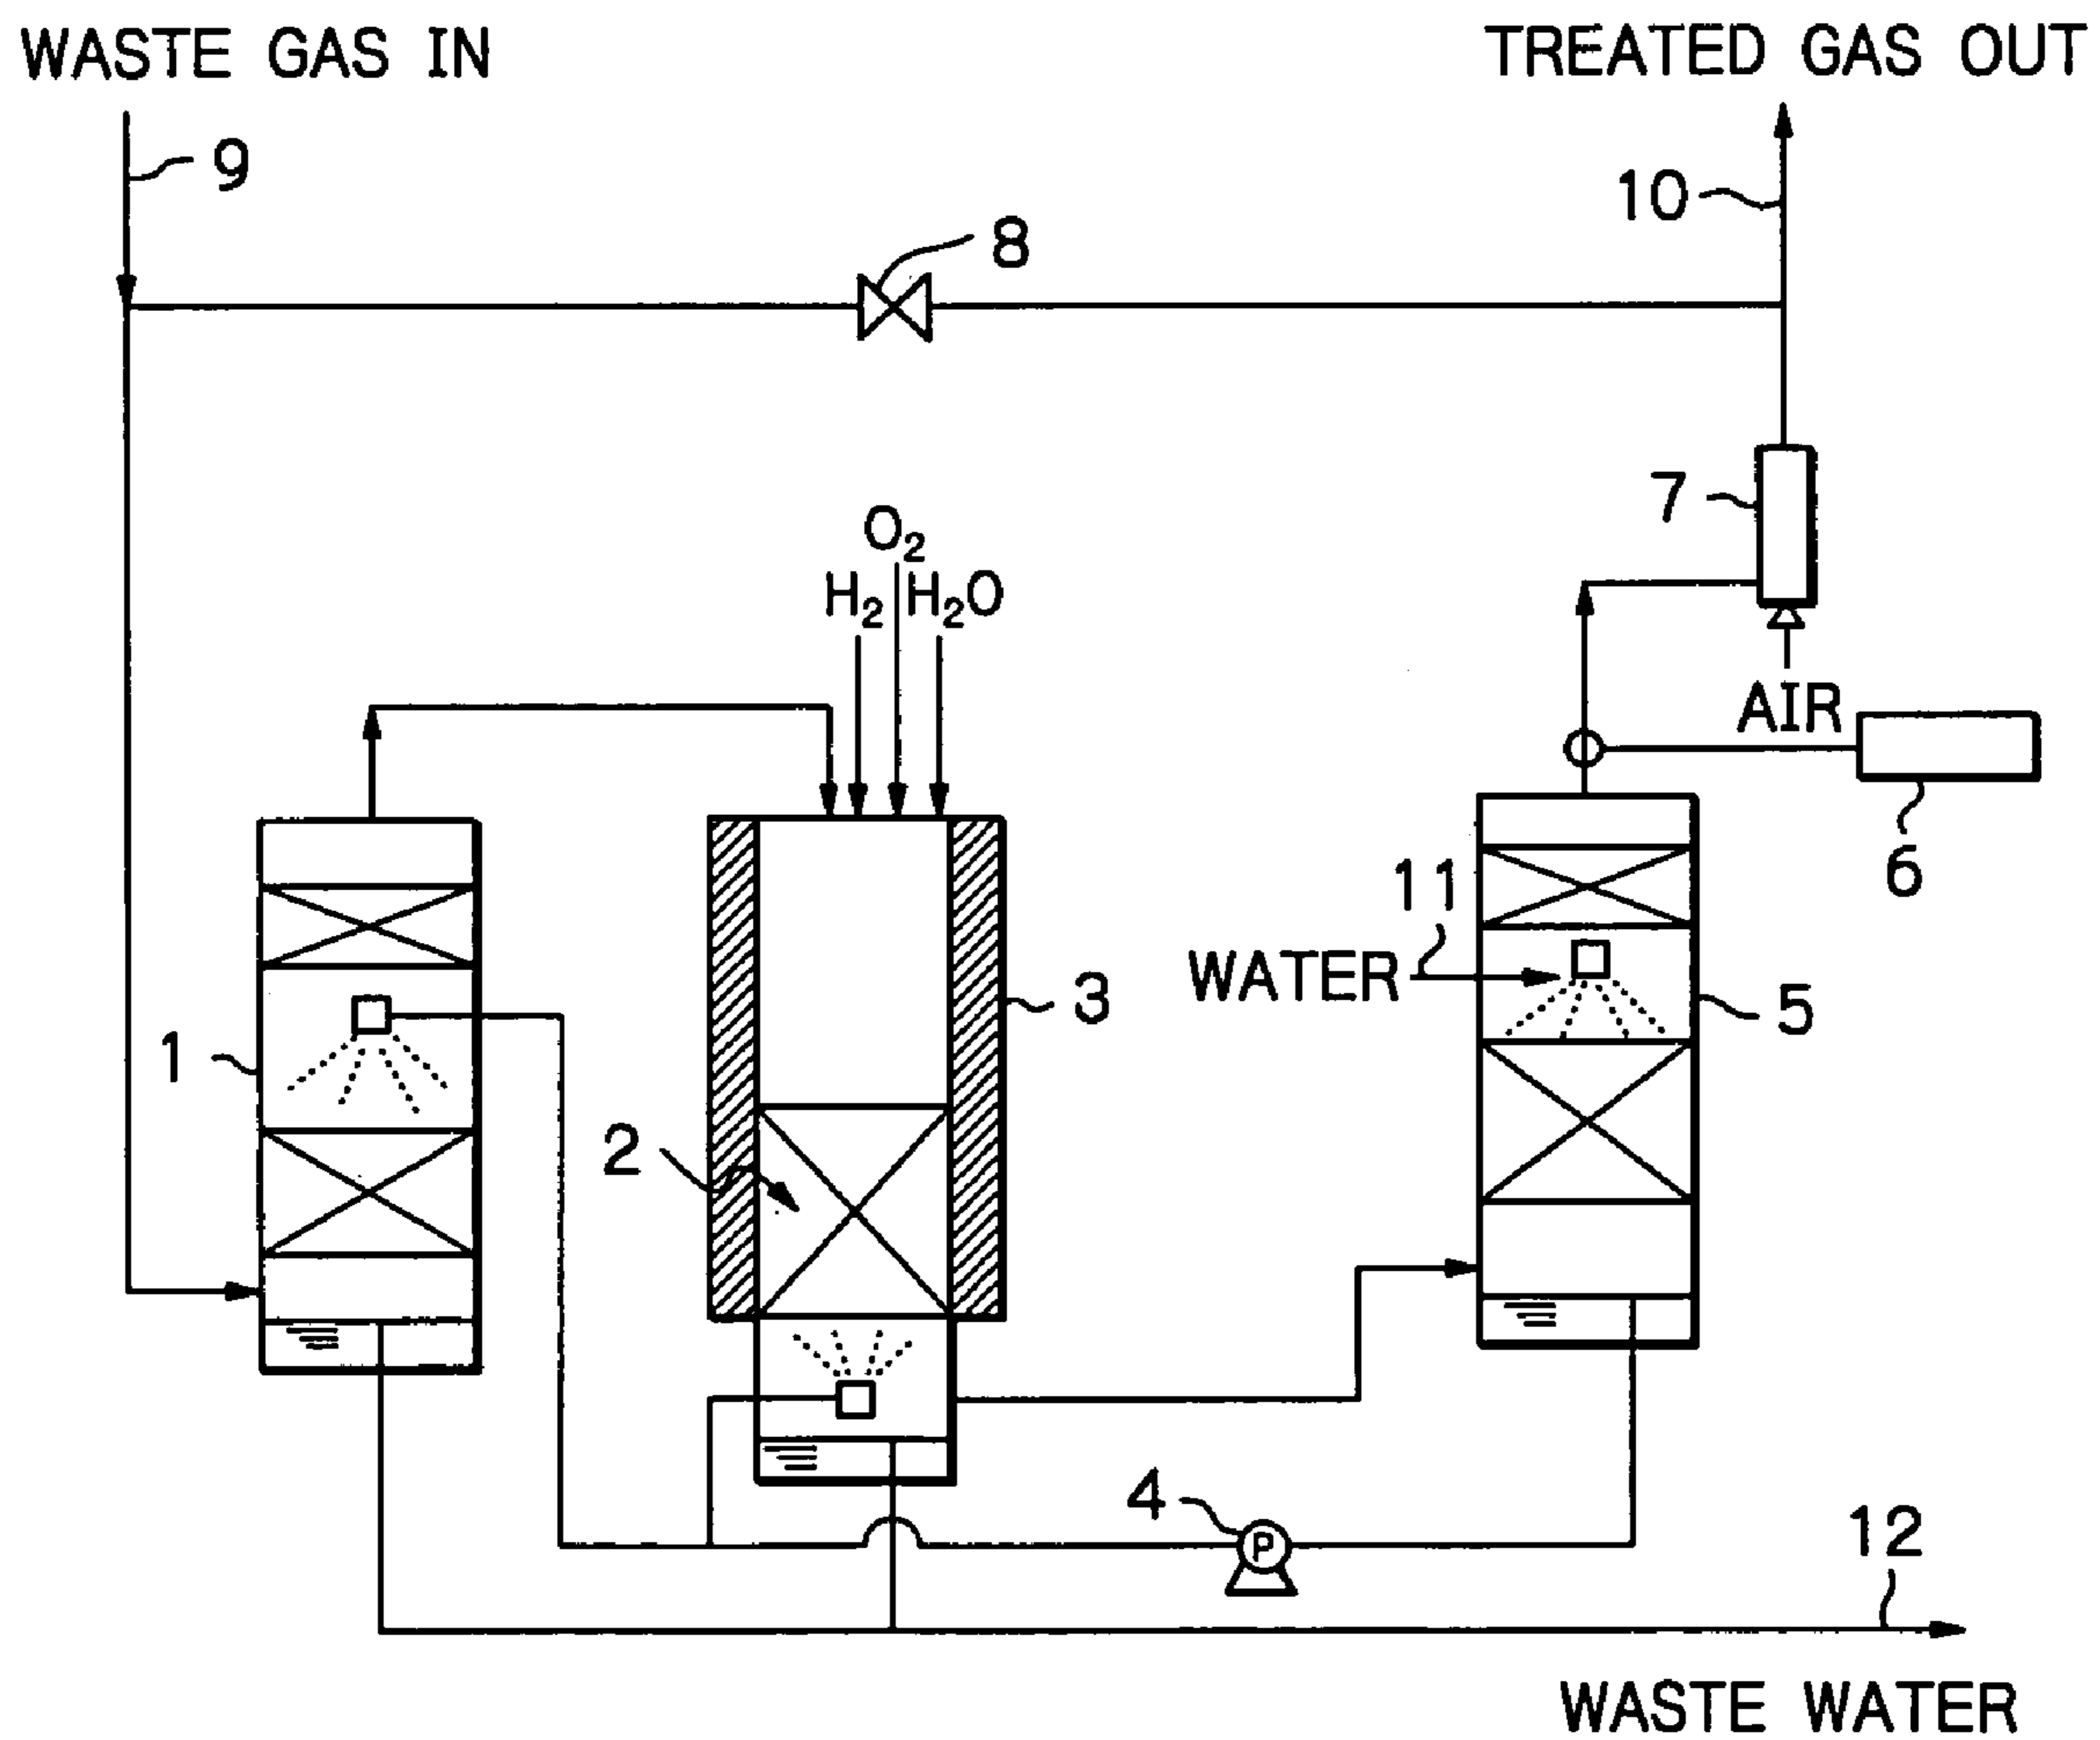 WASTE GAS IN
TREATED GAS OUT
9
10
8
7
O₂
H₂ H₂O
AIR
6
11
WATER
1
3
5
2
4
P
12
WASTE WATER